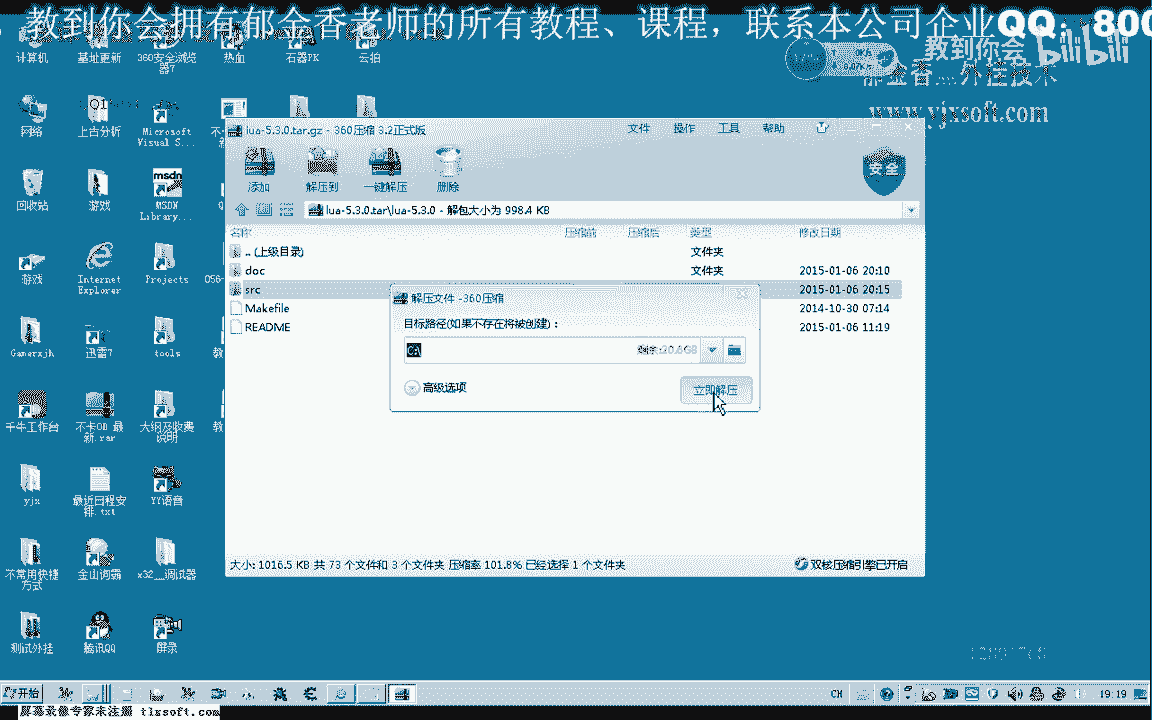 教到你会拥有郁金香老师的所有教程、课程，联系本公司企业QQ：800
教到你会
bilibili
www.yjxsoft.com
计算机
基址更新
360安全浏览器7
热血
石器PK
云拍
网络
上古分析
Microsoft Visual S...
回收站
游戏
MSDN Library...
游戏
Internet Explorer
Projects
Gamerxjh
迅雷7
tools
千牛工作台
不卡OB 最新.rar
大纲及收费说明
yjx
最近日程安排.txt
YY语音
不常用快捷方式
金山词霸
x32__调试器
测试外挂
腾讯QQ
屏录
lua-5.3.0.tar.gz - 360压缩 3.2正式版
文件 操作 工具 帮助
添加 解压到 一键解压 删除
安全
lua-5.3.0.tar\lua-5.3.0 - 解包大小为 998.4 KB
名称 压缩前 压缩后 类型 修改日期
.. (上级目录) 文件夹
doc 文件夹 2015-01-06 20:10
src 2015-01-06 20:15
Makefile 2014-10-30 07:14
README 2015-01-06 11:19
解压文件 -360压缩
目标路径(如果不存在将被创建)：
C:\ 剩余:20.6GB
高级选项
立即解压
大小: 1016.5 KB 共 73 个文件和 3 个文件夹 压缩率 101.8% 已经选择 1 个文件夹
双核压缩引擎已开启
开始
CH
19:19
屏幕录像专家未注册 tlxsoft.com